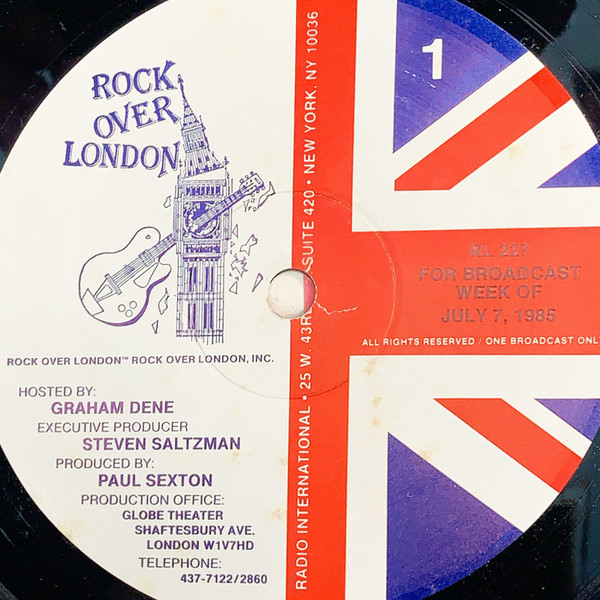 ROCK
OVER
LONDON
ROCK OVER LONDON™ ROCK OVER LONDON, INC.
HOSTED BY:
GRAHAM DENE
EXECUTIVE PRODUCER
STEVEN SALTZMAN
PRODUCED BY:
PAUL SEXTON
PRODUCTION OFFICE:
GLOBE THEATER
SHAFTESBURY AVE.
LONDON W1V7HD
TELEPHONE:
437-7122/2860
RADIO INTERNATIONAL • 25 W. 43RD SUITE 420 • NEW YORK, NY 10036
1
RL 227
FOR BROADCAST
WEEK OF
JULY 7, 1985
ALL RIGHTS RESERVED / ONE BROADCAST ONL